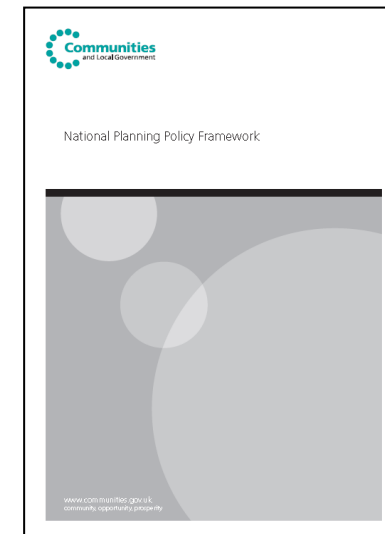 Communities
and Local Government
National Planning Policy Framework
www.communities.gov.uk
community, opportunity, prosperity